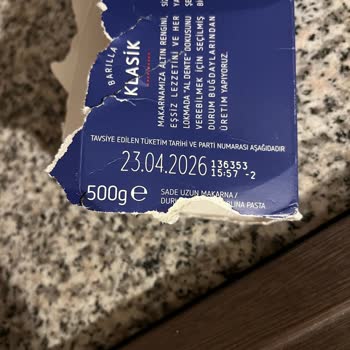 BARILLA
KLASİK
MAKARNAMIZA ALTIN RENGİNİ,
EŞSİZ LEZZETİNİ VE HER
LOKMADA "AL DENTE" DOKUSUNU
VEREBİLMEK İÇİN SEÇİLMİŞ
DURUM BUĞDAYLARINDAN
ÜRETİM YAPIYORUZ.
TAVSİYE EDİLEN TÜKETİM TARİHİ VE PARTİ NUMARASI AŞAĞIDADIR
23.04.2026 136353
15:57 -2
500g e
SADE UZUN MAKARNA /
PASTA